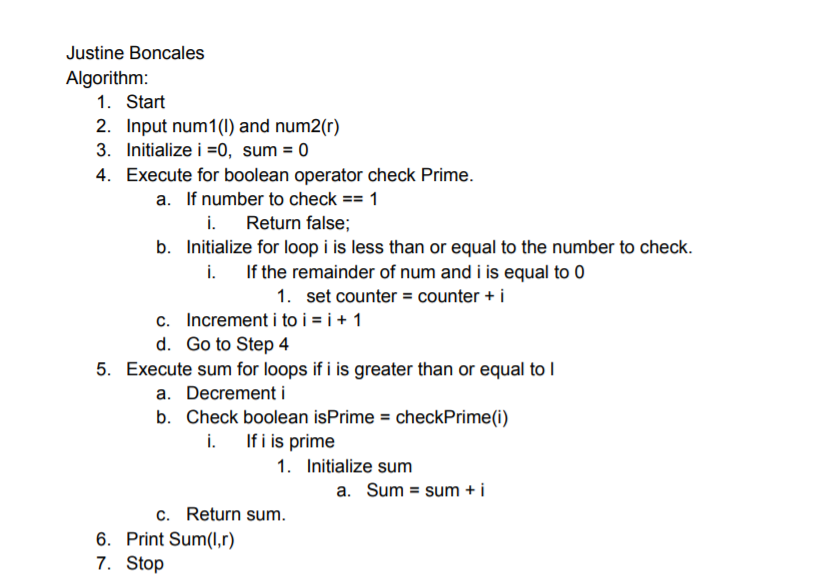 Justine Boncales
Algorithm:
1. Start
2. Input num1(l) and num2(r)
3. Initialize i =0, sum = 0
4. Execute for boolean operator check Prime.
a. If number to check == 1
i. Return false;
b. Initialize for loop i is less than or equal to the number to check.
i. If the remainder of num and i is equal to 0
1. set counter = counter + i
c. Increment i to i = i + 1
d. Go to Step 4
5. Execute sum for loops if i is greater than or equal to l
a. Decrement i
b. Check boolean isPrime = checkPrime(i)
i. If i is prime
1. Initialize sum
a. Sum = sum + i
c. Return sum.
6. Print Sum(l,r)
7. Stop